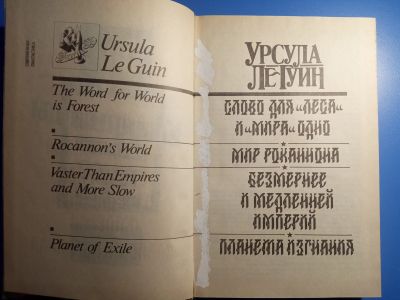 Ursula
Le Guin
The Word for World
is Forest
Rocannon's World
Vaster Than Empires
and More Slow
Planet of Exile
УРСУЛА
ЛЕ ГУИН
СЛОВО ДЛЯ «ЛЕСА»
И «МИРА» ОДНО
МИР РОКАННОНА
БЕЗМЕРНЕЕ
И МЕДЛЕННЕЙ
ИМПЕРИЙ
ПЛАНЕТА ИЗГНАНИЯ